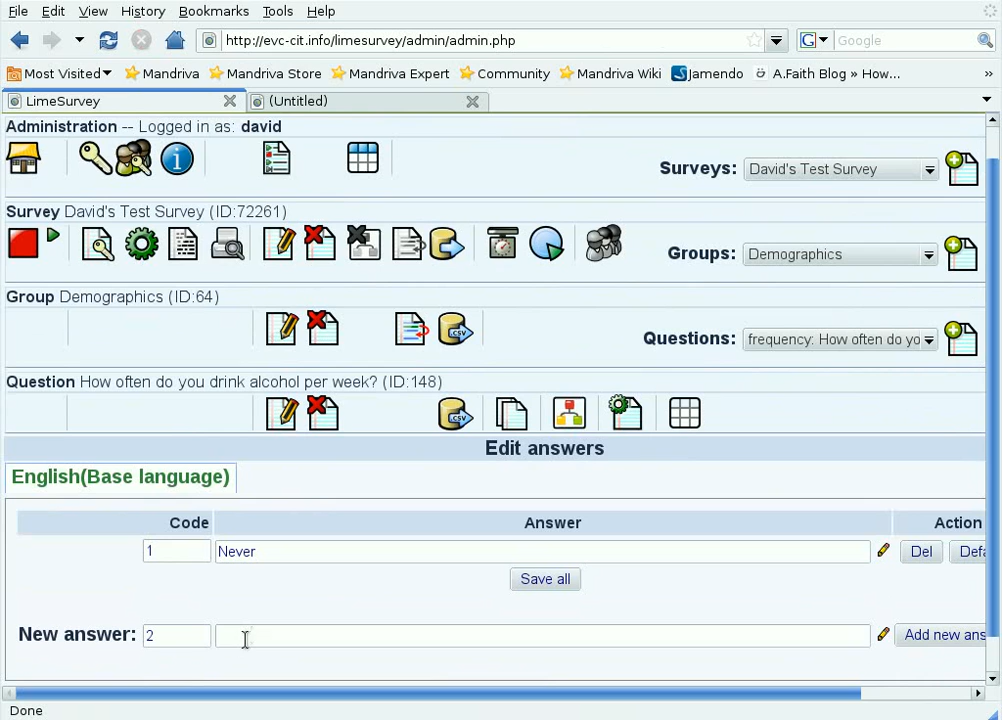 File Edit View History Bookmarks Tools Help
http://evc-cit.info/limesurvey/admin/admin.php
G Google
Most Visited Mandriva Mandriva Store Mandriva Expert Community Mandriva Wiki Jamendo A.Faith Blog » How... »
LimeSurvey (Untitled)
Administration -- Logged in as: david
Surveys: David's Test Survey
Survey David's Test Survey (ID:72261)
Groups: Demographics
Group Demographics (ID:64)
CSV
Questions: frequency: How often do yo
Question How often do you drink alcohol per week? (ID:148)
CSV
Edit answers
English(Base language)
Code Answer Action
1 Never Del Defa
Save all
New answer: 2 Add new ans
Done